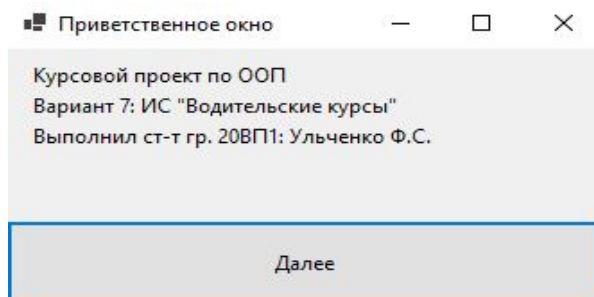 Приветственное окно
Курсовой проект по ООП
Вариант 7: ИС "Водительские курсы"
Выполнил ст-т гр. 20ВП1: Ульченко Ф.С.
Далее